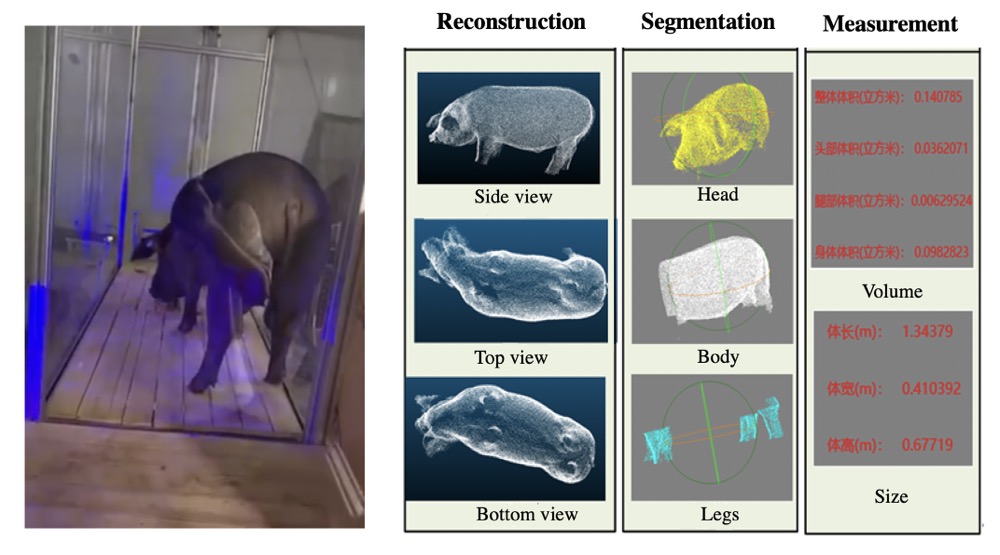 Reconstruction
Side view
Top view
Bottom view
Segmentation
Head
Body
Legs
Measurement
整体体积(立方米): 0.140785
头部体积(立方米): 0.0362071
腿部体积(立方米): 0.00629524
身体体积(立方米): 0.0982823
Volume
体长(m): 1.34379
体宽(m): 0.410392
体高(m): 0.67719
Size